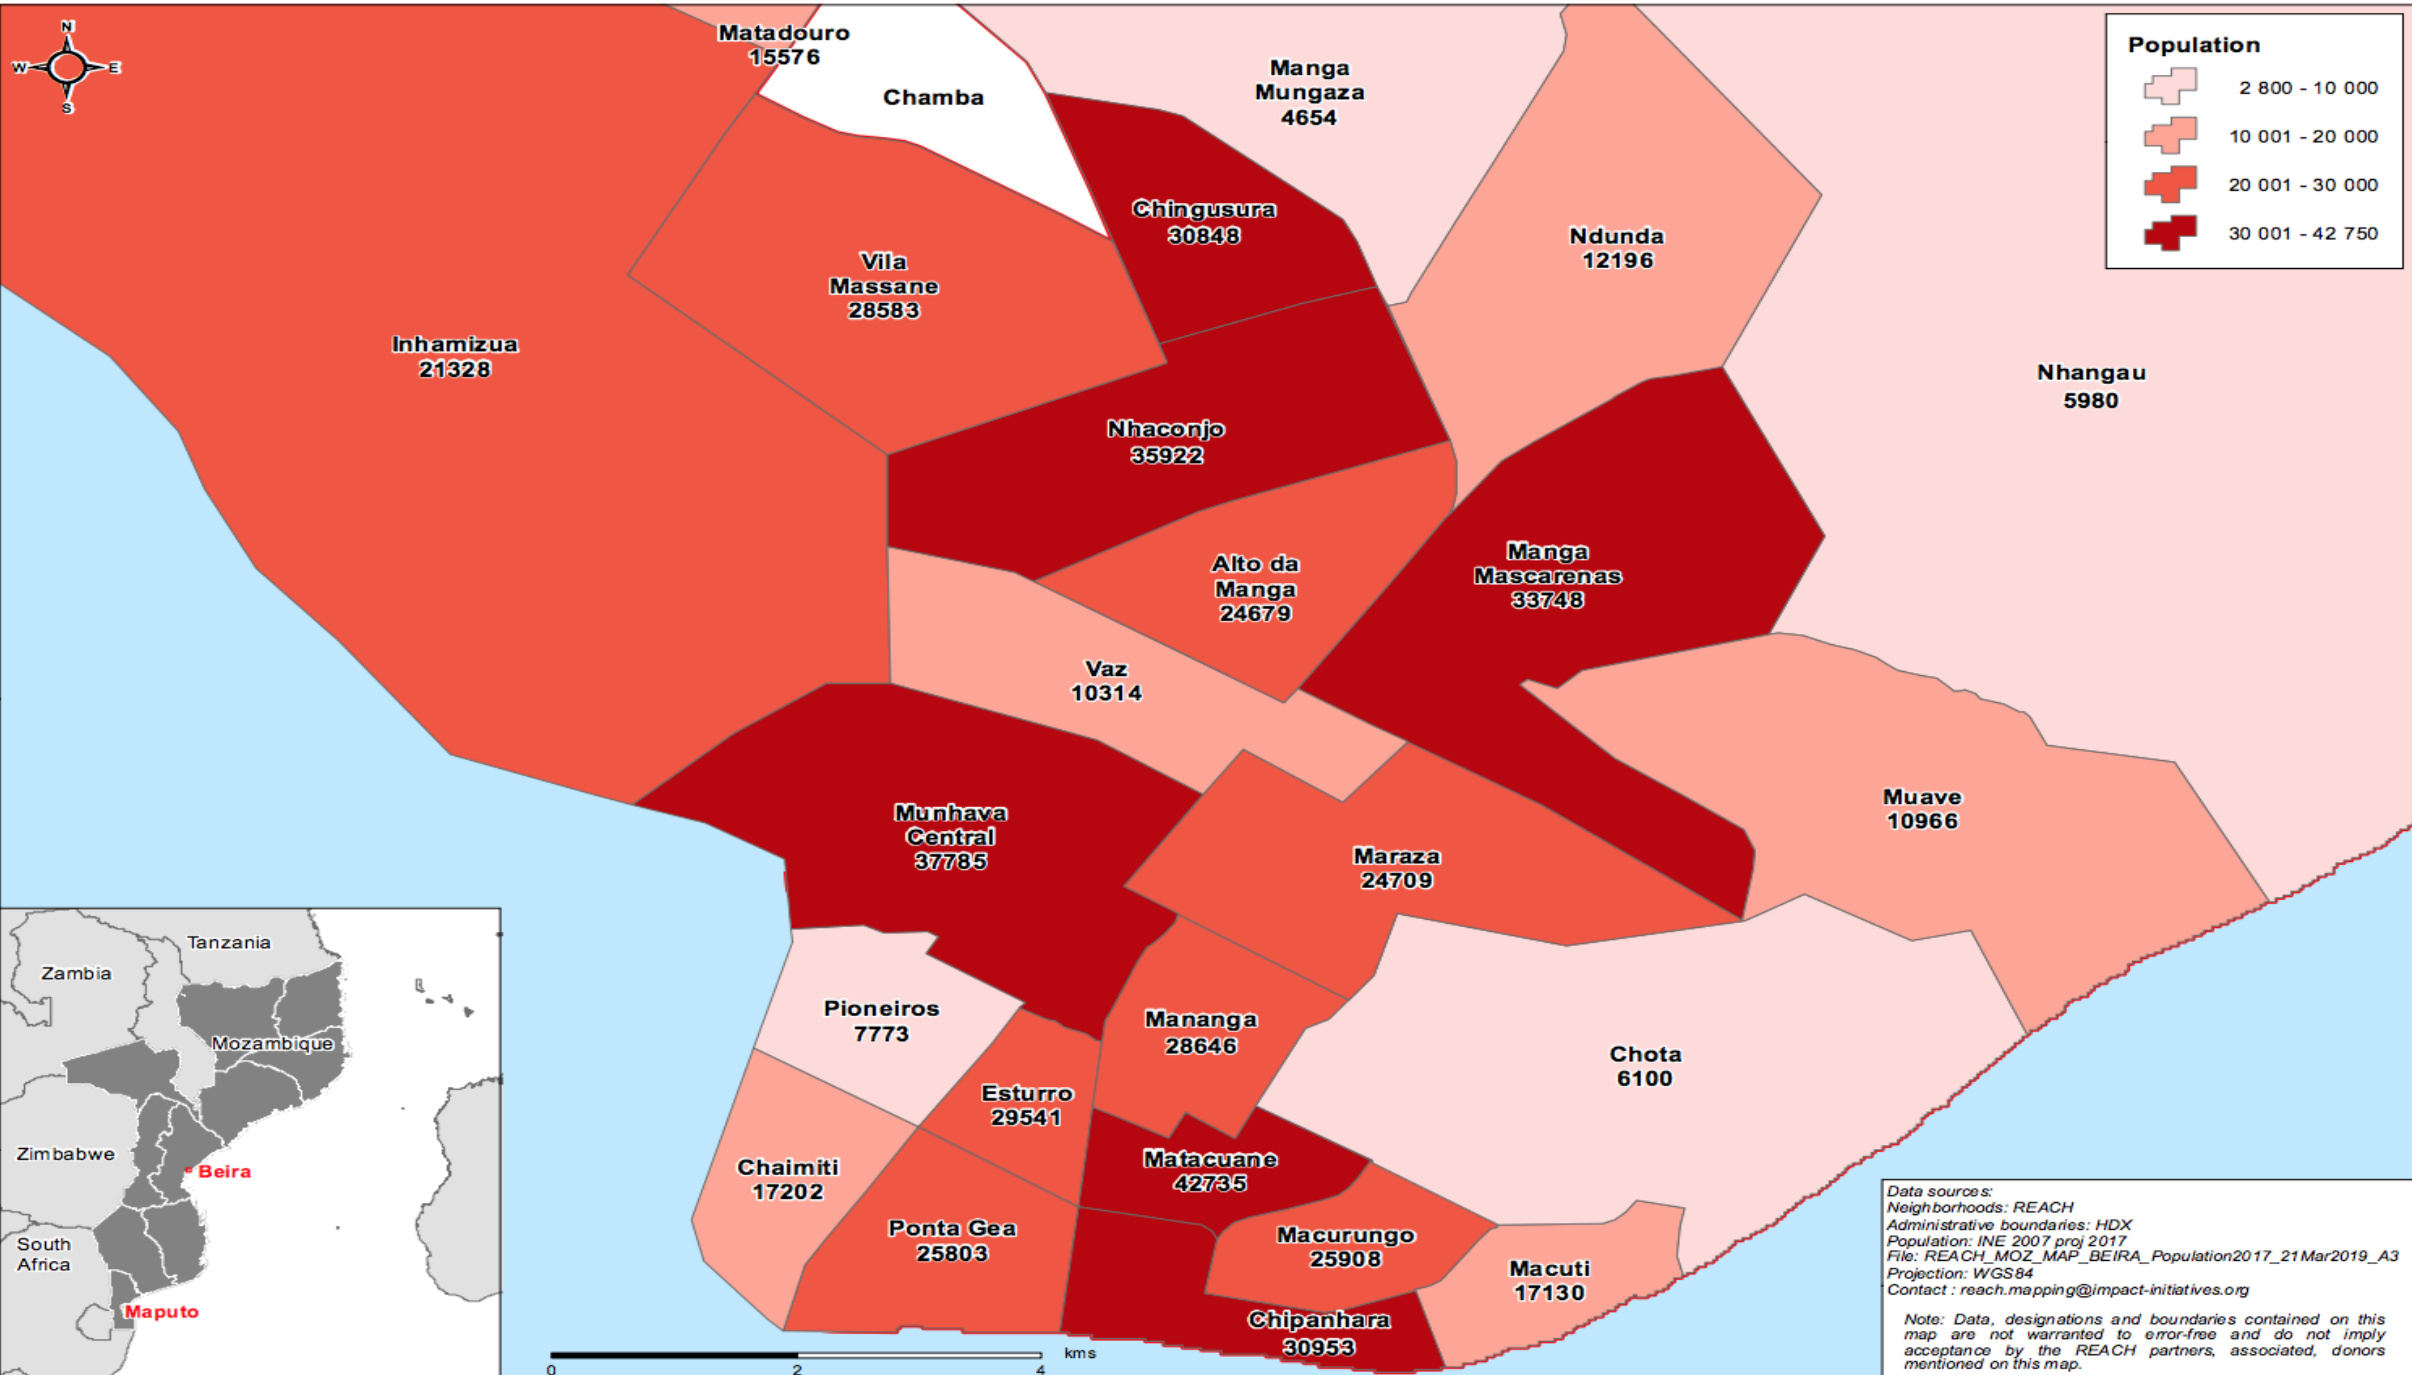 N
W
E
S
Matadouro
15576
Chamba
Manga
Mungaza
4654
Population
2 800 - 10 000
10 001 - 20 000
20 001 - 30 000
30 001 - 42 750
Chingusura
30848
Ndunda
12196
Vila
Massane
28583
Inhamizua
21328
Nhangau
5980
Nhaconjo
35922
Alto da
Manga
24679
Manga
Mascarenas
33748
Vaz
10314
Munhava
Central
37785
Muave
10966
Maraza
24709
Pioneiros
7773
Mananga
28646
Chota
6100
Esturro
29541
Chaimiti
17202
Matacuane
42735
Ponta Gea
25803
Macurungo
25908
Macuti
17130
Chipanhara
30953
Tanzania
Zambia
Mozambique
Zimbabwe
Beira
South
Africa
Maputo
kms
0
2
4
Data sources:
Neighborhoods: REACH
Administrative boundaries: HDX
Population: INE 2007 proj 2017
File: REACH_MOZ_MAP_BEIRA_Population2017_21Mar2019_A3
Projection: WGS84
Contact : reach.mapping@impact-initiatives.org
Note: Data, designations and boundaries contained on this
map are not warranted to error-free and do not imply
acceptance by the REACH partners, associated, donors
mentioned on this map.